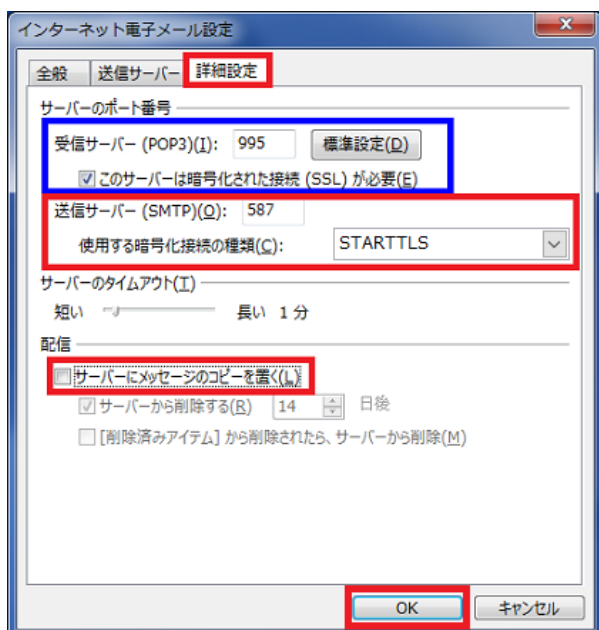 インターネット電子メール設定
全般 送信サーバー 詳細設定
サーバーのポート番号
受信サーバー (POP3)(I): 995 標準設定(D)
このサーバーは暗号化された接続 (SSL) が必要(E)
送信サーバー (SMTP)(O): 587
使用する暗号化接続の種類(C): STARTTLS
サーバーのタイムアウト(T)
短い 長い 1 分
配信
サーバーにメッセージのコピーを置く(L)
サーバーから削除する(R) 14 日後
[削除済みアイテム] から削除されたら、サーバーから削除(M)
OK キャンセル